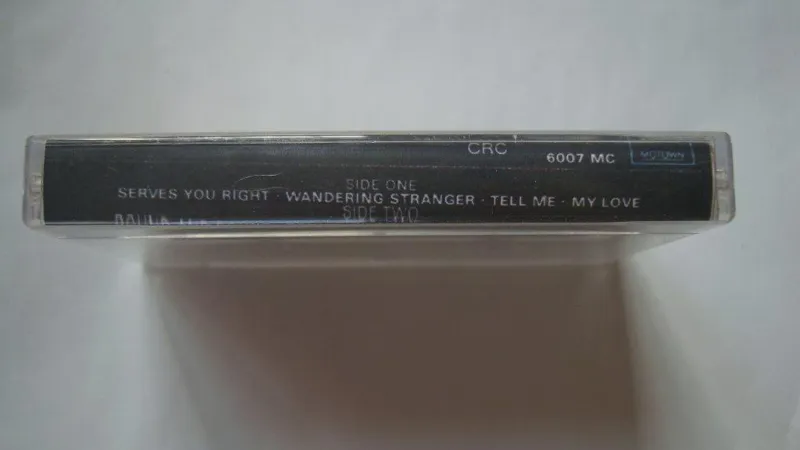 CRC
6007 MC MOTOWN
SIDE ONE
SERVES YOU RIGHT · WANDERING STRANGER · TELL ME · MY LOVE
SIDE TWO